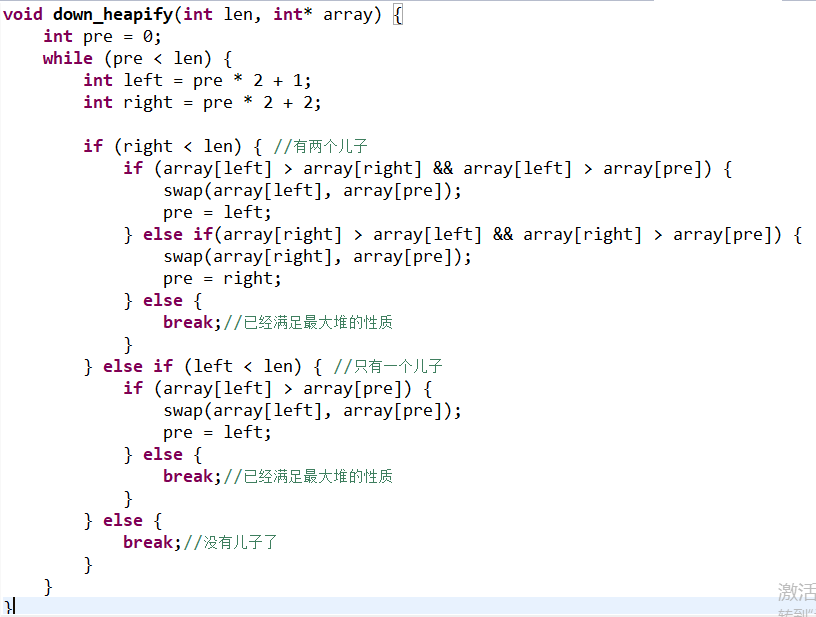 void down_heapify(int len, int* array) {
    int pre = 0;
    while (pre < len) {
        int left = pre * 2 + 1;
        int right = pre * 2 + 2;

        if (right < len) { //有两个儿子
            if (array[left] > array[right] && array[left] > array[pre]) {
                swap(array[left], array[pre]);
                pre = left;
            } else if(array[right] > array[left] && array[right] > array[pre]) {
                swap(array[right], array[pre]);
                pre = right;
            } else {
                break;//已经满足最大堆的性质
            }
        } else if (left < len) { //只有一个儿子
            if (array[left] > array[pre]) {
                swap(array[left], array[pre]);
                pre = left;
            } else {
                break;//已经满足最大堆的性质
            }
        } else {
            break;//没有儿子了
        }
    }
}
激活
转到"